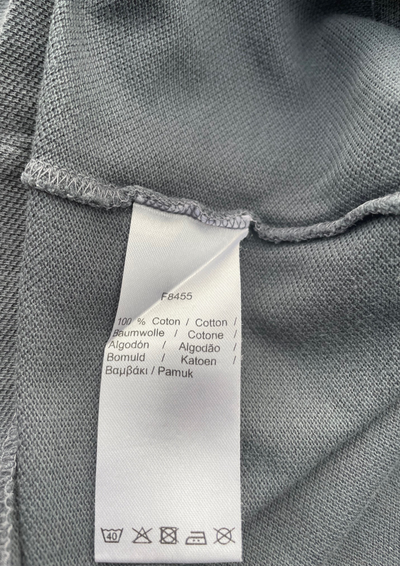 F8455
100 % Coton / Cotton /
Baumwolle / Cotone /
Algodón / Algodão /
Bomuld / Katoen /
Βαμβάκι / Pamuk
40